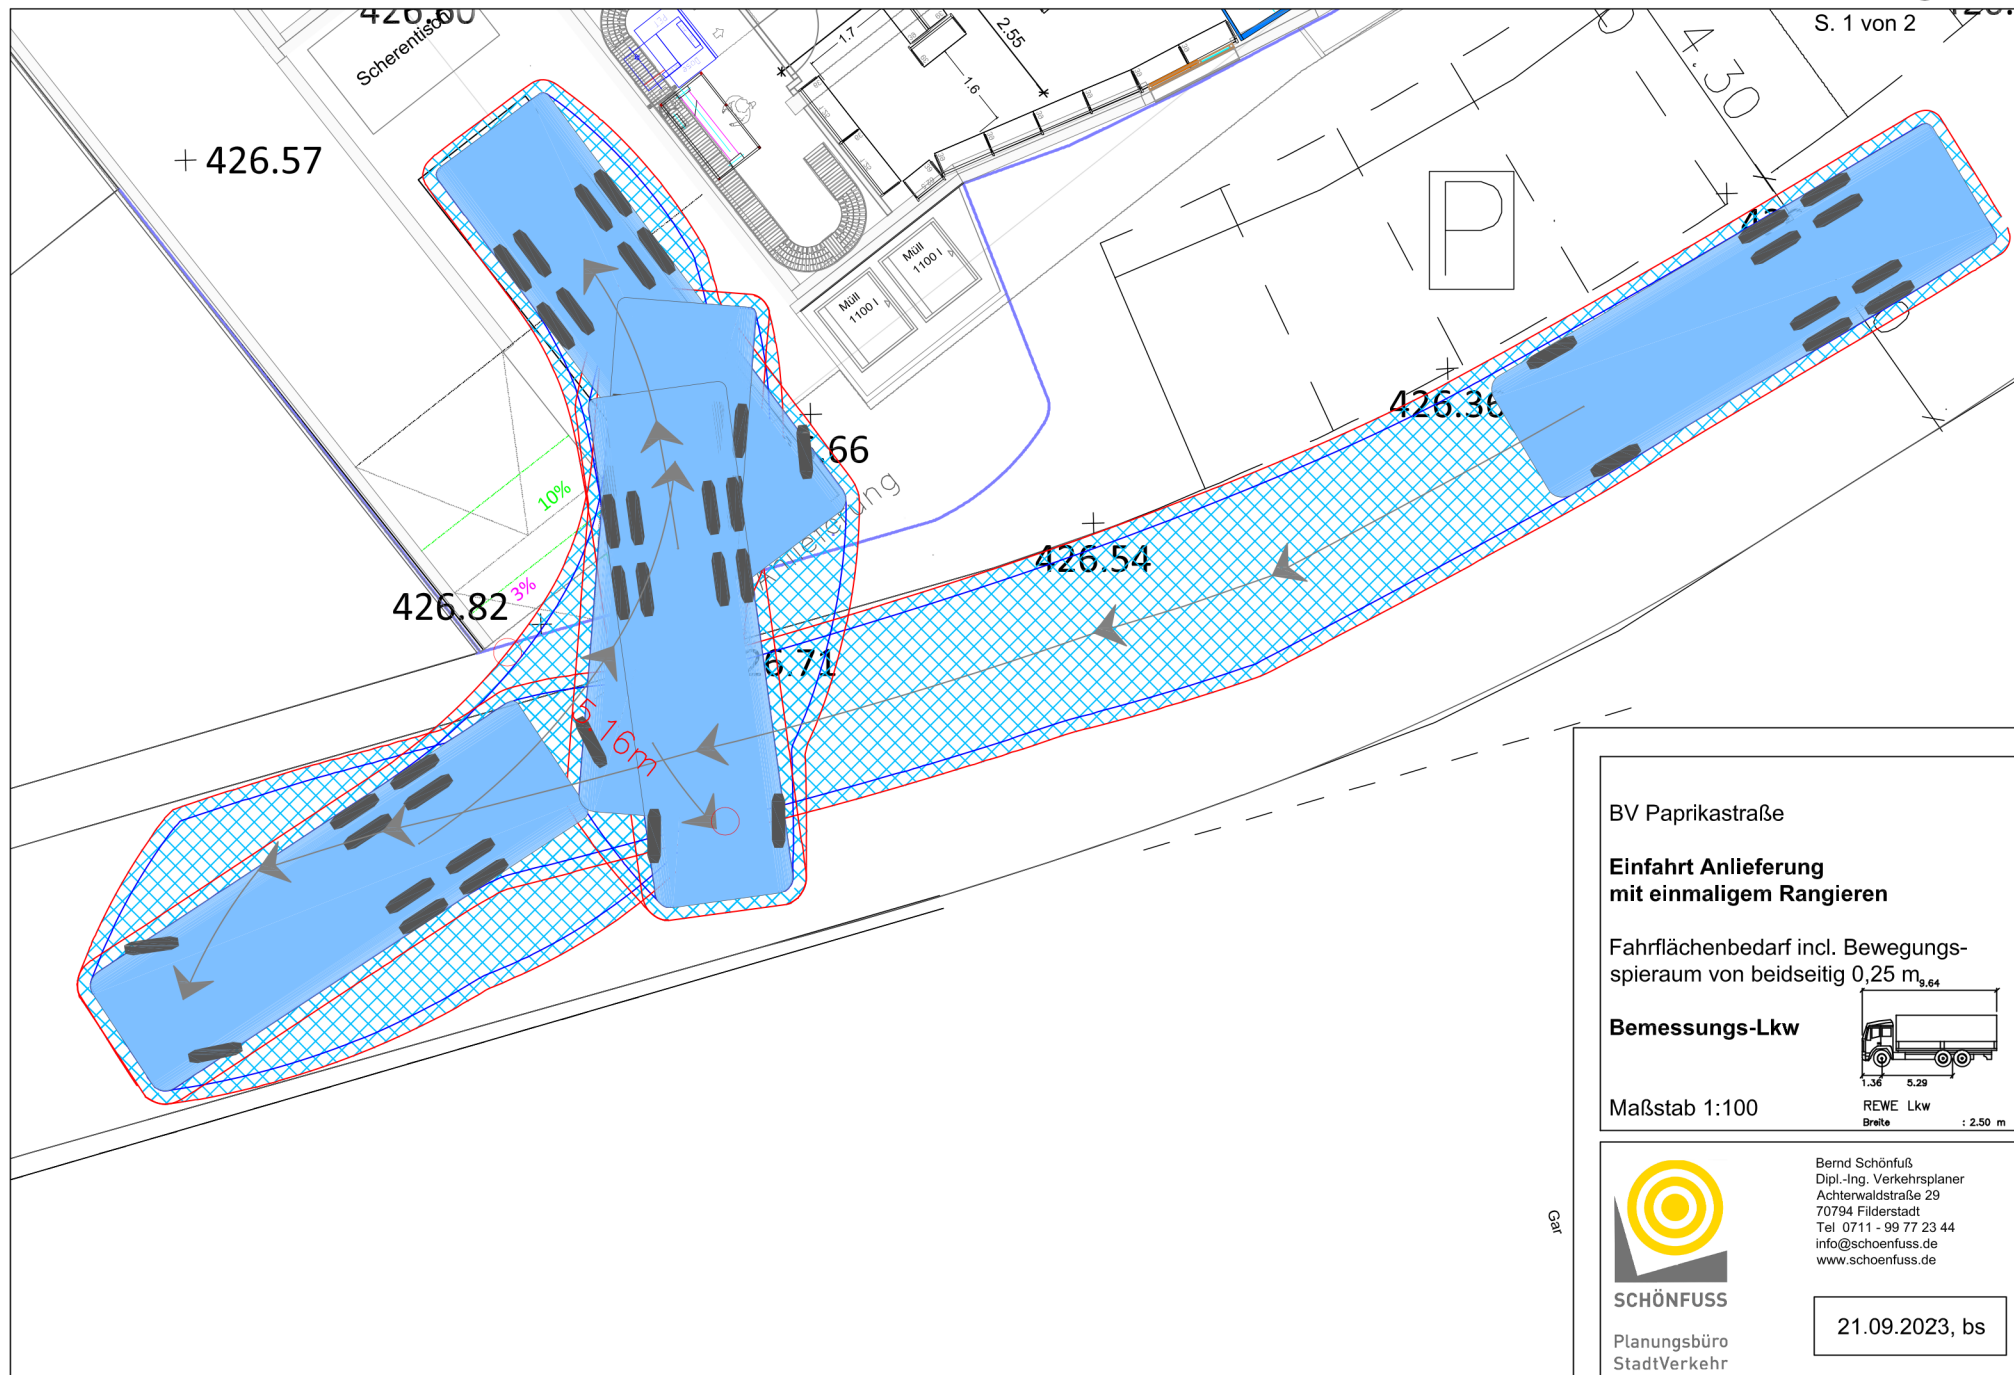 S. 1 von 2
Scherentisch
1.7
2.55
1.6
4.30
426.57
Müll
1100 l
Müll
1100 l
P
426.36
.66
426.54
10%
3%
426.82
26.71
5.16m
BV Paprikastraße
Einfahrt Anlieferung
mit einmaligem Rangieren
Fahrflächenbedarf incl. Bewegungs-
spieraum von beidseitig 0,25 m
9.64
Bemessungs-Lkw
1.36 5.29
Maßstab 1:100
REWE Lkw
Breite : 2.50 m
Gar
Bernd Schönfuß
Dipl.-Ing. Verkehrsplaner
Achterwaldstraße 29
70794 Filderstadt
Tel 0711 - 99 77 23 44
info@schoenfuss.de
www.schoenfuss.de
SCHÖNFUSS
Planungsbüro
StadtVerkehr
21.09.2023, bs